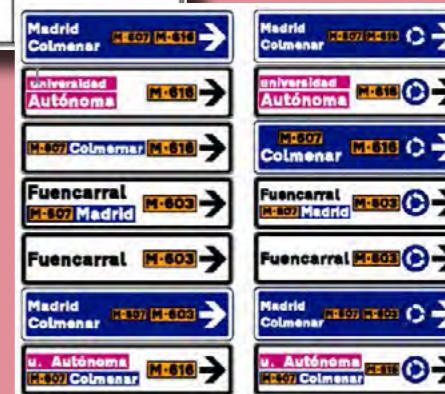 Madrid
Colmenar M-607 M-616
universidad
Autónoma M-616
M-607 Colmernar M-616
Fuencarral
M-607 Madrid M-603
Fuencarral M-603
Madrid
Colmenar M-607 M-603
u. Autónoma
M-607 Colmenar M-616
Madrid
Colmenar M-607 M-616
universidad
Autónoma M-616
M-607
Colmenar M-616
Fuencarral
M-607 Madrid M-603
Fuencarral M-603
Madrid
Colmenar M-607 M-603
u. Autónoma
M-607 Colmenar M-616